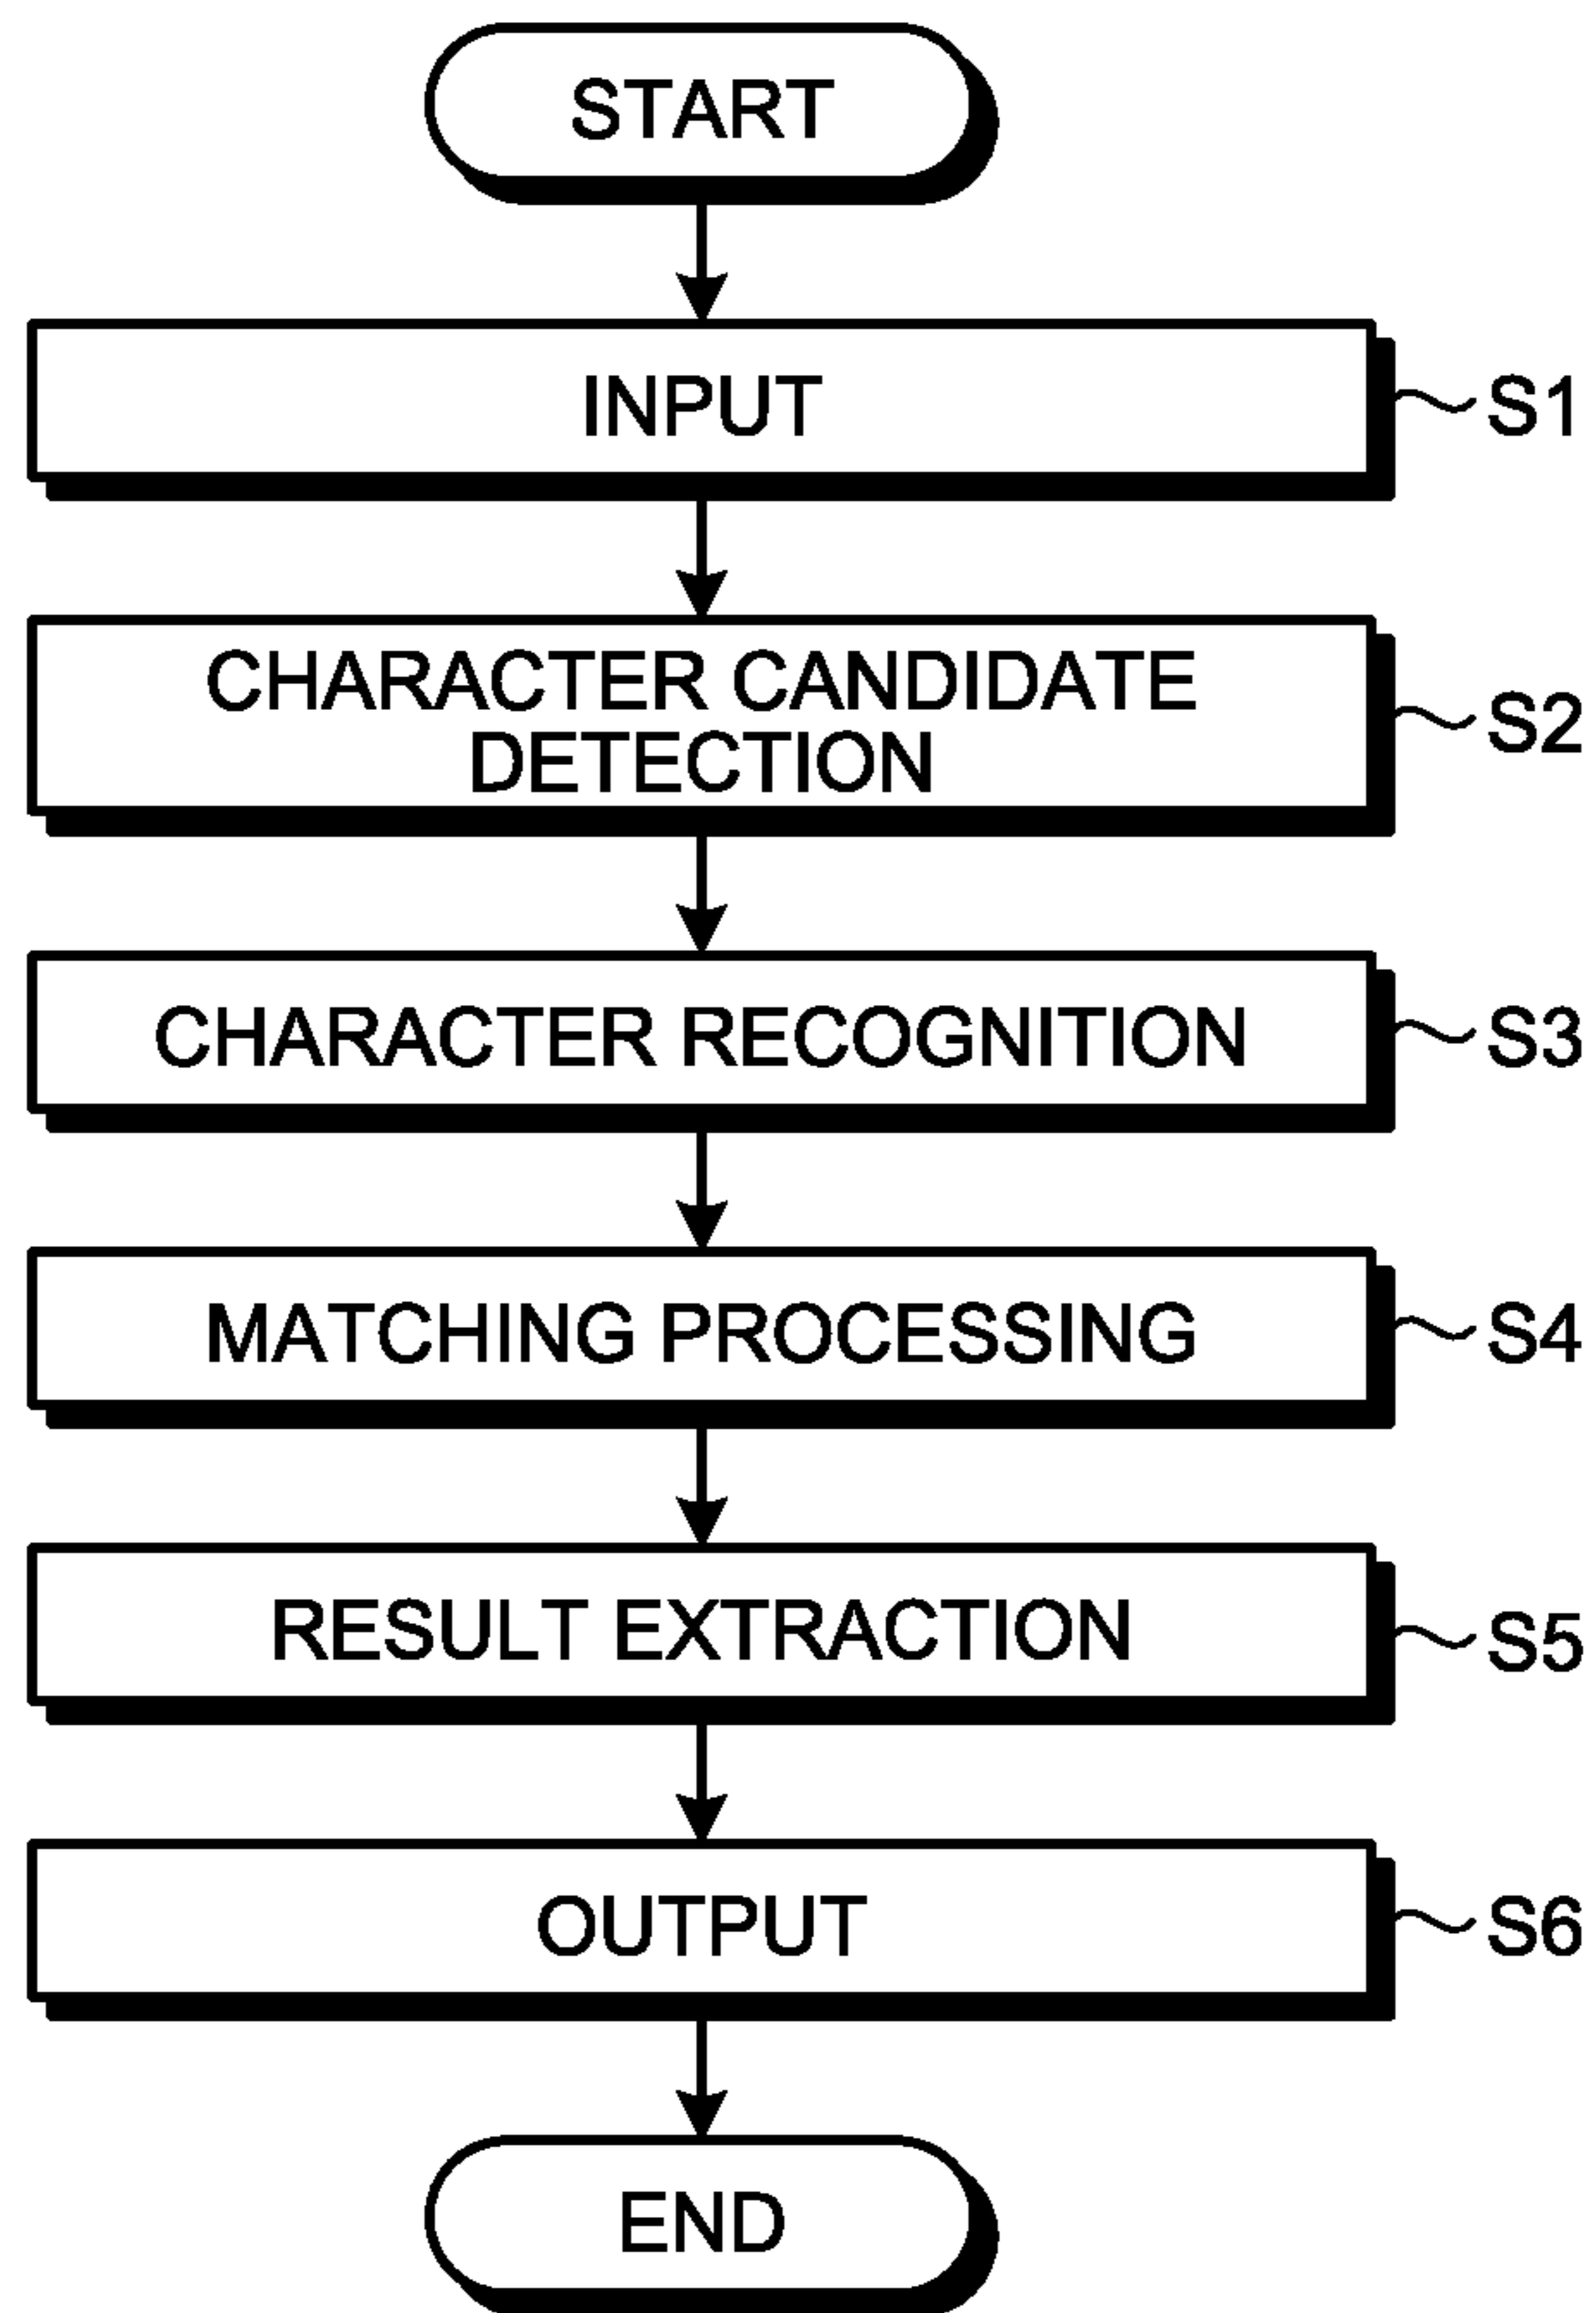 START
INPUT
S1
CHARACTER CANDIDATE
DETECTION
S2
CHARACTER RECOGNITION
S3
MATCHING PROCESSING
S4
RESULT EXTRACTION
S5
OUTPUT
S6
END